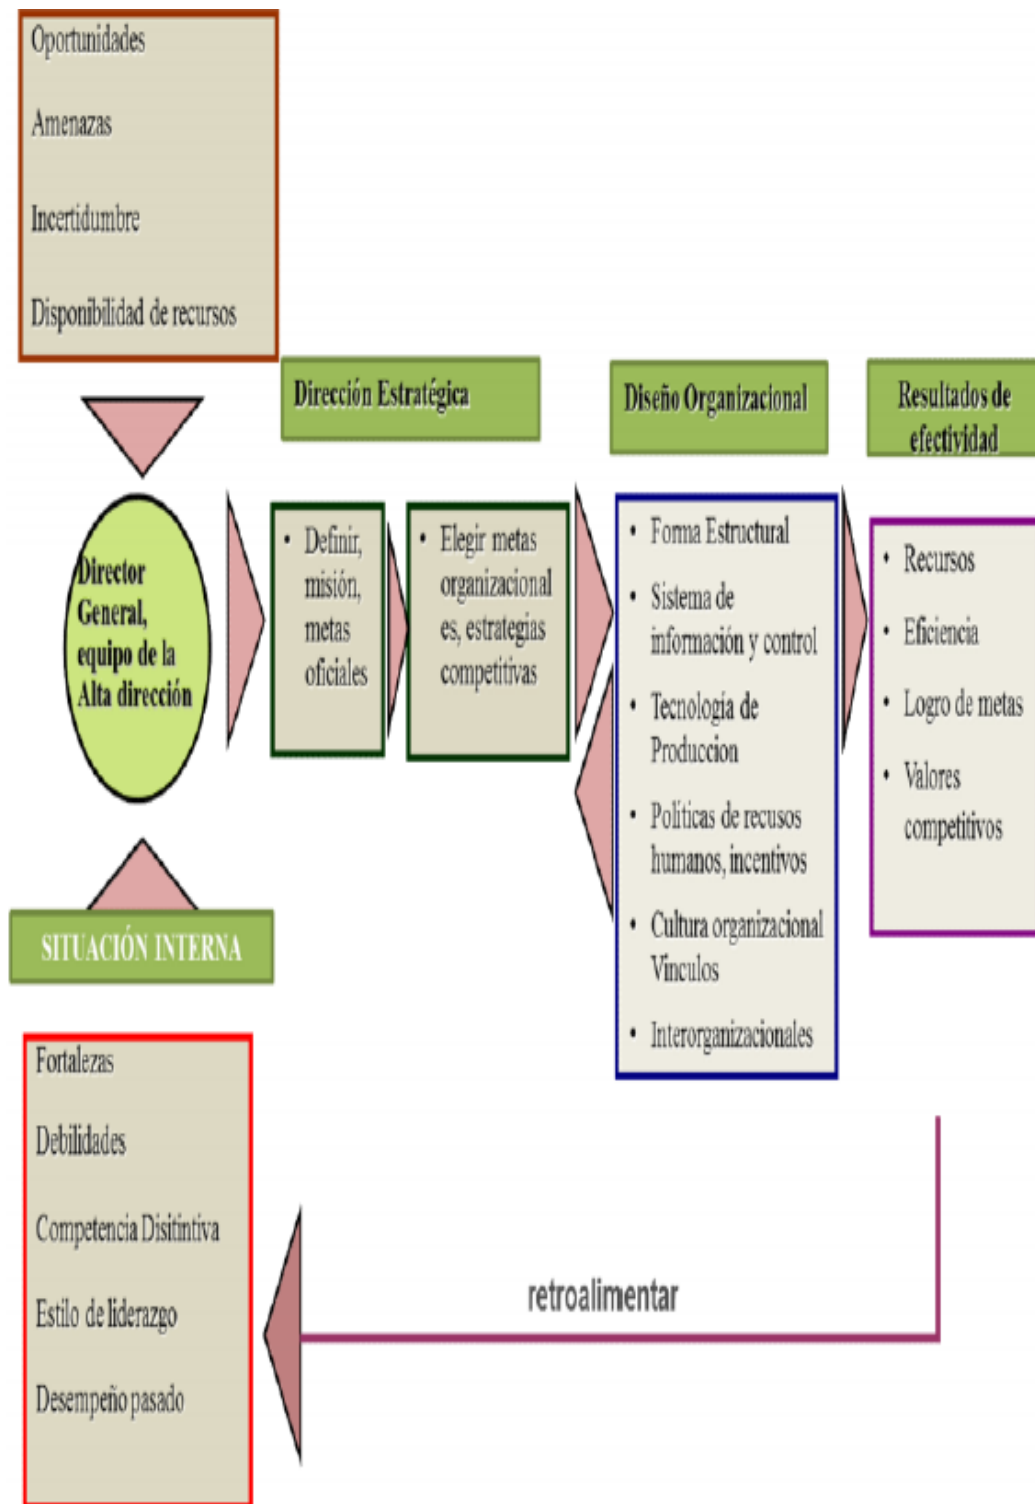 Oportunidades
Amenazas
Incertidumbre
Disponibilidad de recursos
Dirección Estratégica
Diseño Organizacional
Resultados de
efectividad
Director
General,
equipo de la
Alta dirección
• Definir,
misión,
metas
oficiales
• Elegir metas
organizacional
es, estrategias
competitivas
• Forma Estructural
• Sistema de
información y control
• Tecnología de
Produccion
• Políticas de recusos
humanos, incentivos
• Cultura organizacional
Vinculos
• Interorganizacionales
• Recursos
• Eficiencia
• Logro de metas
• Valores
competitivos
SITUACIÓN INTERNA
Fortalezas
Debilidades
Competencia Disitintiva
Estilo de liderazgo
Desempeño pasado
retroalimentar